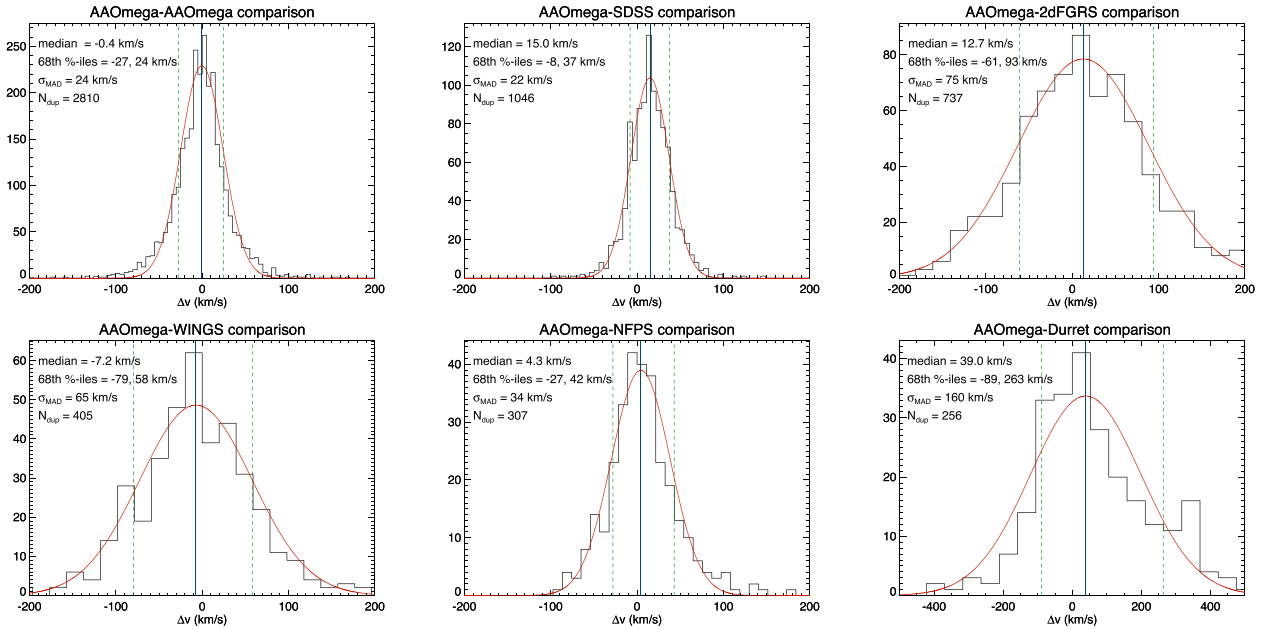 AAOmega-AAOmega comparison
median = -0.4 km/s
68th %-iles = -27, 24 km/s
σMAD = 24 km/s
Ndup = 2810
250
200
150
100
50
0
-200 -100 0 100 200
Δv (km/s)
AAOmega-SDSS comparison
median = 15.0 km/s
68th %-iles = -8, 37 km/s
σMAD = 22 km/s
Ndup = 1046
120
100
80
60
40
20
0
-200 -100 0 100 200
Δv (km/s)
AAOmega-2dFGRS comparison
median = 12.7 km/s
68th %-iles = -61, 93 km/s
σMAD = 75 km/s
Ndup = 737
80
60
40
20
0
-200 -100 0 100 200
Δv (km/s)
AAOmega-WINGS comparison
median = -7.2 km/s
68th %-iles = -79, 58 km/s
σMAD = 65 km/s
Ndup = 405
60
50
40
30
20
10
0
-200 -100 0 100 200
Δv (km/s)
AAOmega-NFPS comparison
median = 4.3 km/s
68th %-iles = -27, 42 km/s
σMAD = 34 km/s
Ndup = 307
40
30
20
10
0
-200 -100 0 100 200
Δv (km/s)
AAOmega-Durret comparison
median = 39.0 km/s
68th %-iles = -89, 263 km/s
σMAD = 160 km/s
Ndup = 256
40
30
20
10
0
-400 -200 0 200 400
Δv (km/s)